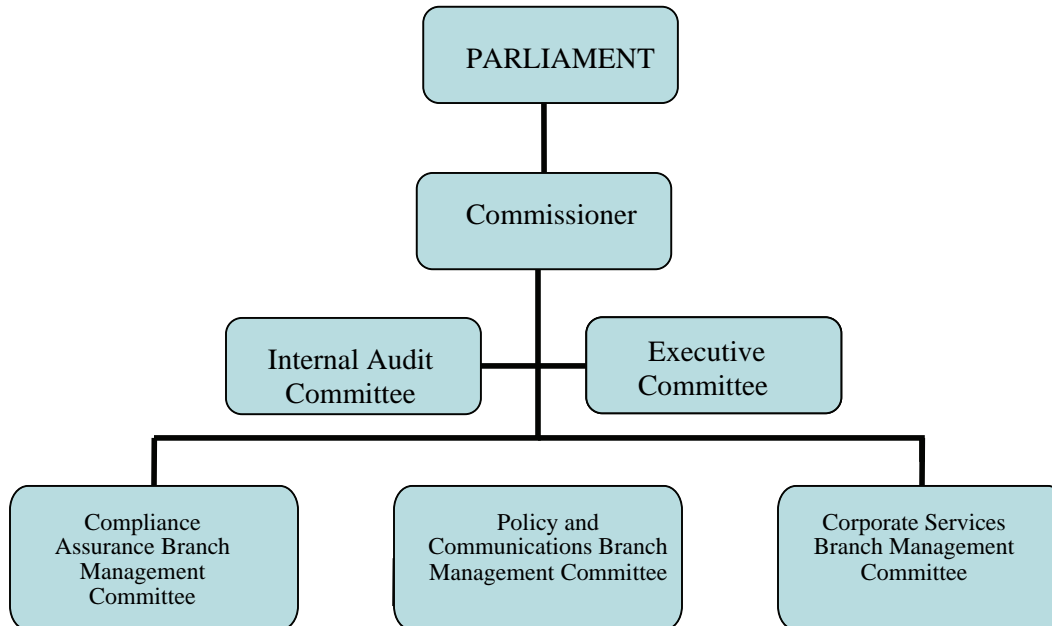 PARLIAMENT
Commissioner
Internal Audit
Committee
Executive
Committee
Compliance
Assurance Branch
Management
Committee
Policy and
Communications Branch
Management Committee
Corporate Services
Branch Management
Committee